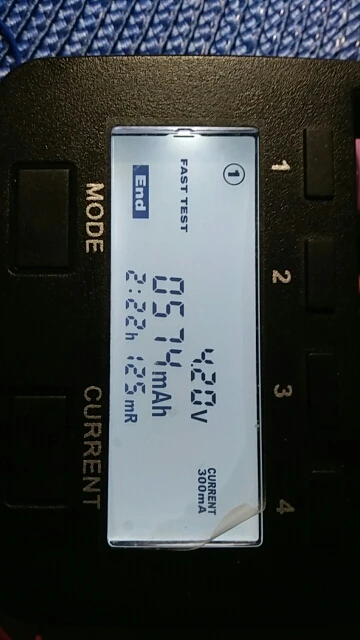 1 2 3 4
①
4.20V
CURRENT
300mA
FAST TEST
0574mAh
End
2:22h 125mR
MODE CURRENT